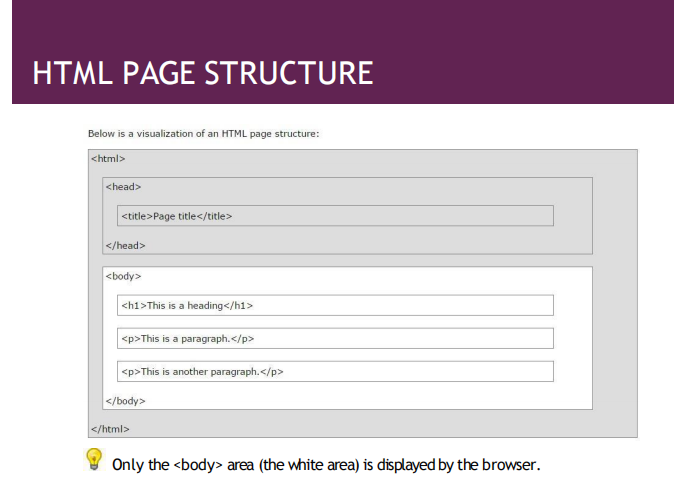 HTML PAGE STRUCTURE
Below is a visualization of an HTML page structure:
<html>
<head>
<title>Page title</title>
</head>
<body>
<h1>This is a heading</h1>
<p>This is a paragraph.</p>
<p>This is another paragraph.</p>
</body>
</html>
Only the <body> area (the white area) is displayed by the browser.